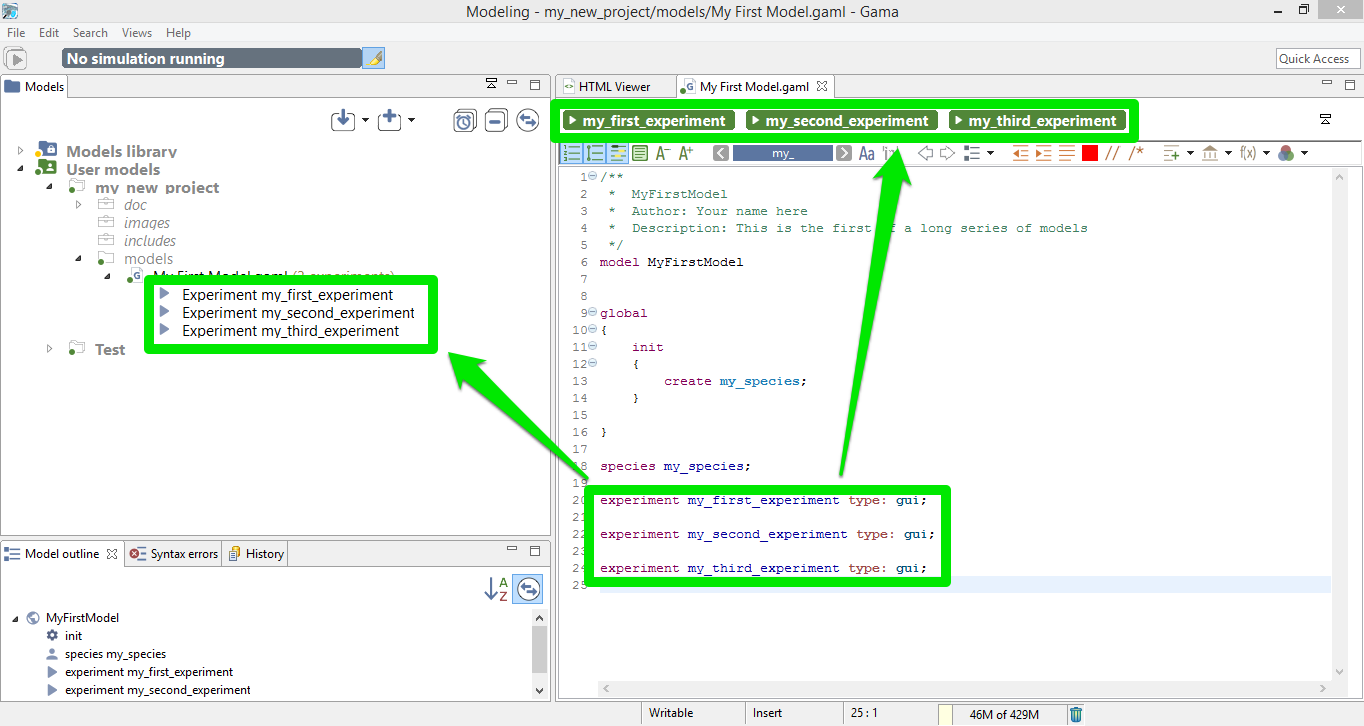 Modeling - my_new_project/models/My First Model.gaml - Gama
File Edit Search Views Help
No simulation running
Quick Access
Models
Models library
User models
my_new_project
doc
images
includes
models
My First Model.gaml (3 experiments)
Experiment my_first_experiment
Experiment my_second_experiment
Experiment my_third_experiment
Test
Model outline Syntax errors History
A
Z
MyFirstModel
init
species my_species
experiment my_first_experiment
experiment my_second_experiment
HTML Viewer My First Model.gaml
my_first_experiment my_second_experiment my_third_experiment
A- A+ my_ Aa // /* f(x)
1 /**
2 * MyFirstModel
3 * Author: Your name here
4 * Description: This is the first of a long series of models
5 */
6 model MyFirstModel
7
8
9 global
10 {
11 init
12 {
13 create my_species;
14 }
15
16 }
17
18 species my_species;
19
20 experiment my_first_experiment type: gui;
21
22 experiment my_second_experiment type: gui;
23
24 experiment my_third_experiment type: gui;
25
Writable Insert 25 : 1 46M of 429M